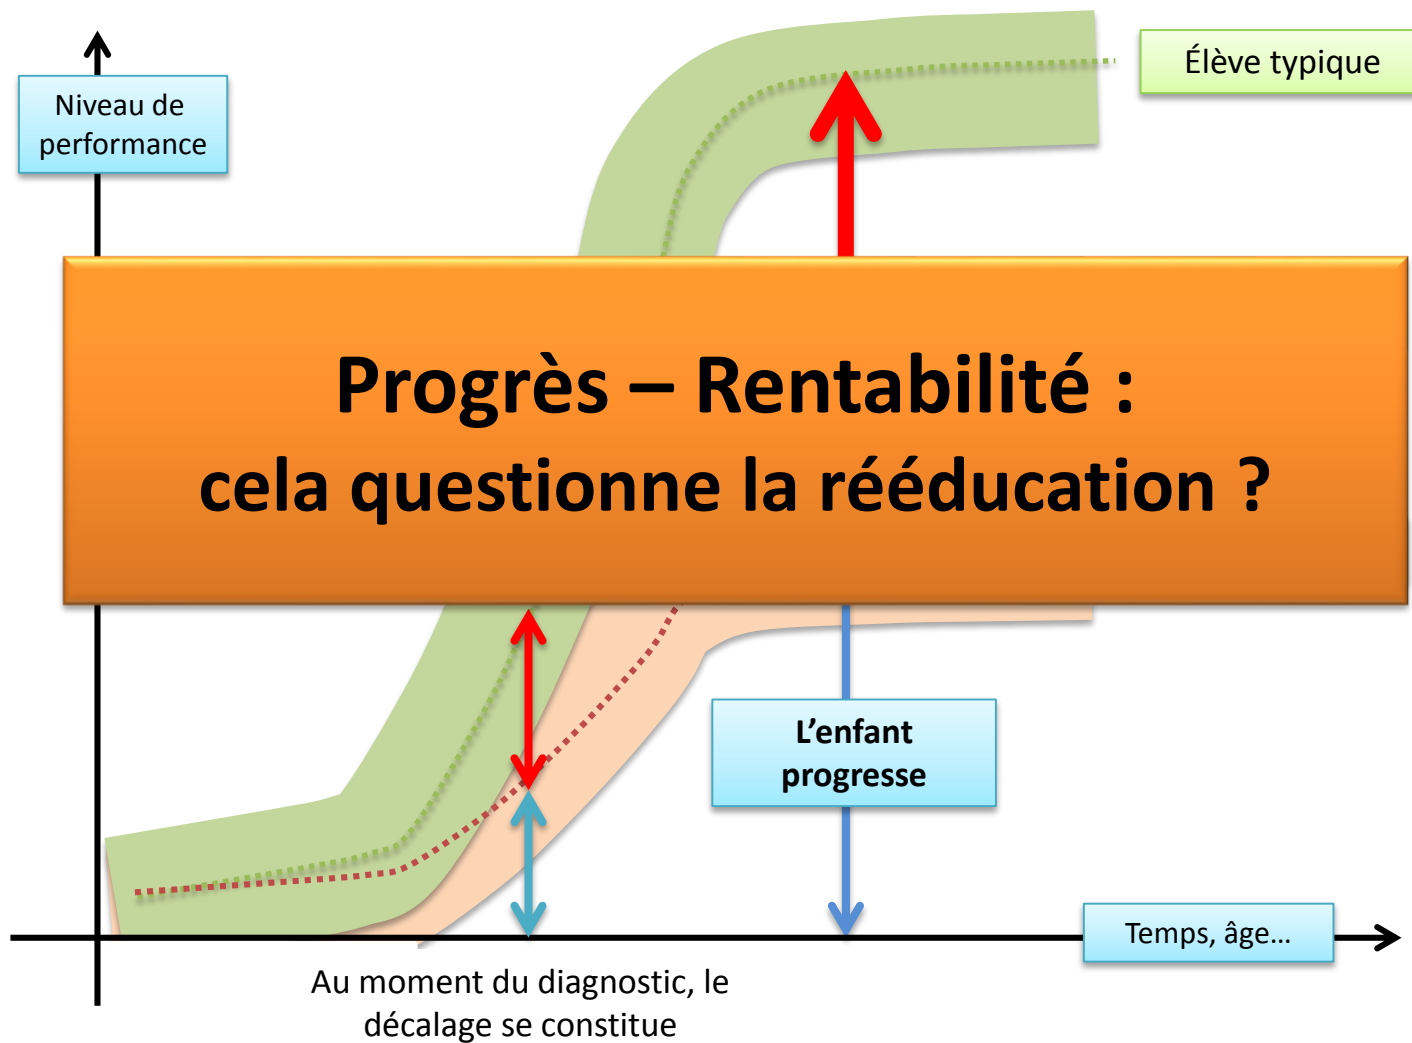 Élève typique
Niveau de
performance
Progrès – Rentabilité :
cela questionne la rééducation ?
L’enfant
progresse
Temps, âge…
Au moment du diagnostic, le
décalage se constitue